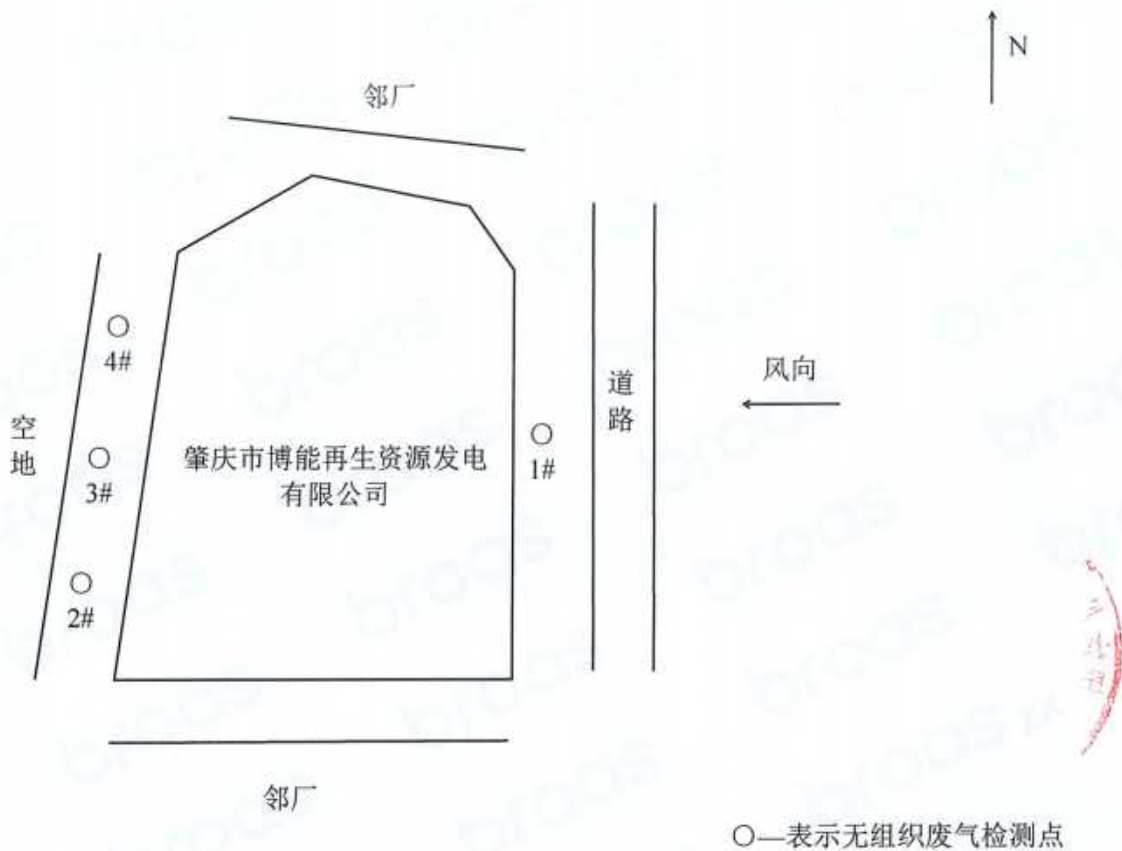 N
邻厂
4#
风向
道路
空地
1#
肇庆市博能再生资源发电
有限公司
3#
2#
邻厂
○—表示无组织废气检测点
broas